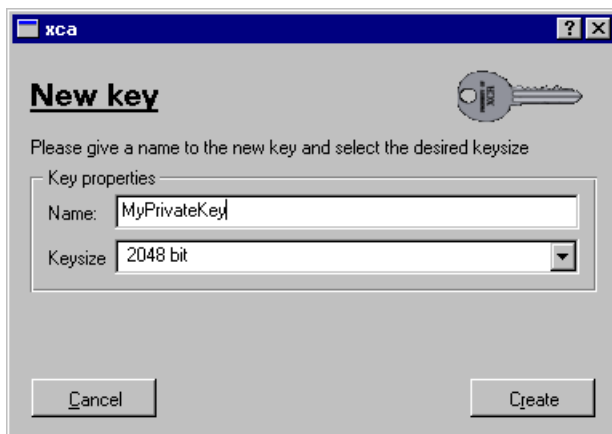 xca
New key
Please give a name to the new key and select the desired keysize
Key properties
Name: MyPrivateKey
Keysize 2048 bit
Cancel Create